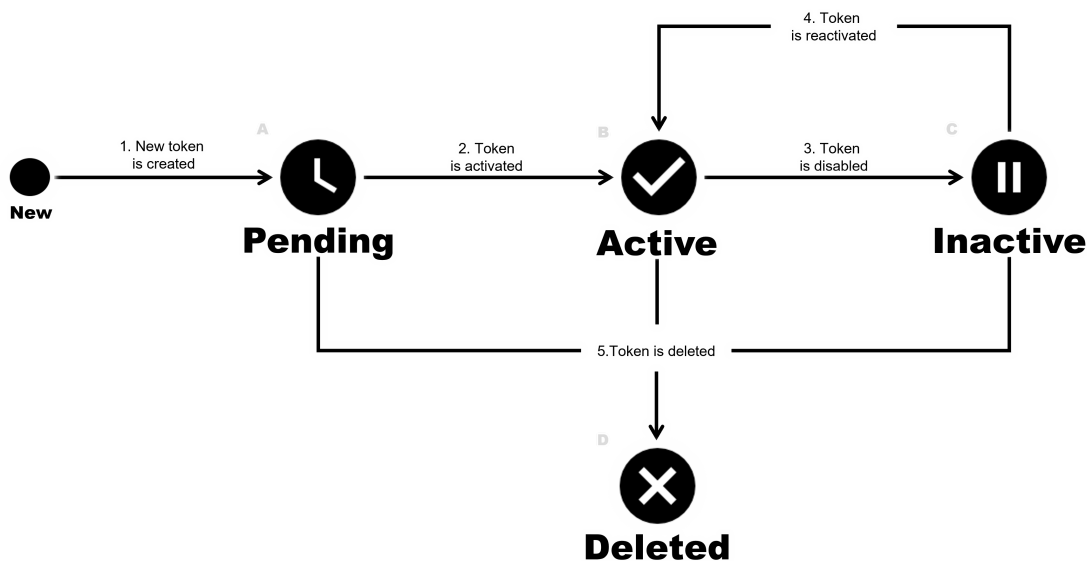 4. Token
is reactivated
A
B
C
1. New token
is created
2. Token
is activated
3. Token
is disabled
New
Pending
Active
Inactive
5.Token is deleted
D
Deleted